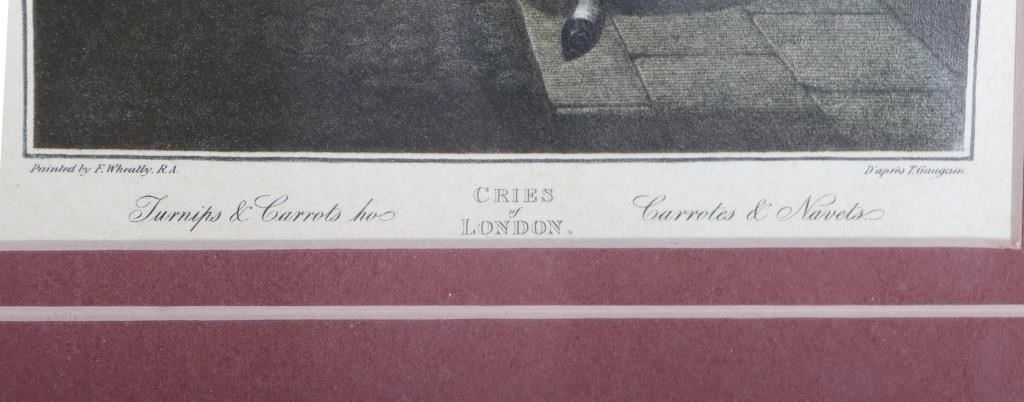 Painted by F. Wheatly, R.A.
D'après T. Gaugain.
Turnips & Carrots ho
CRIES
of
LONDON.
Carrotes & Navets